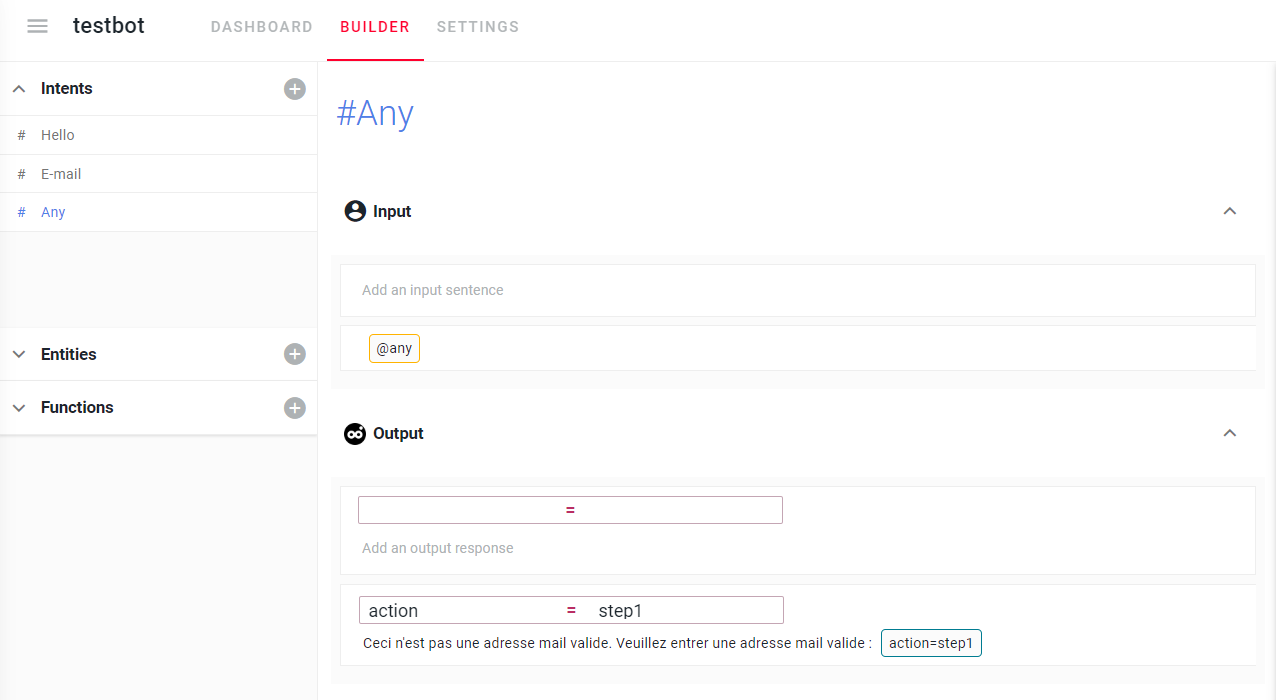 testbot DASHBOARD BUILDER SETTINGS
Intents
# Hello
# E-mail
# Any
Entities
Functions
#Any
Input
Add an input sentence
@any
Output
=
Add an output response
action = step1
Ceci n'est pas une adresse mail valide. Veuillez entrer une adresse mail valide : action=step1